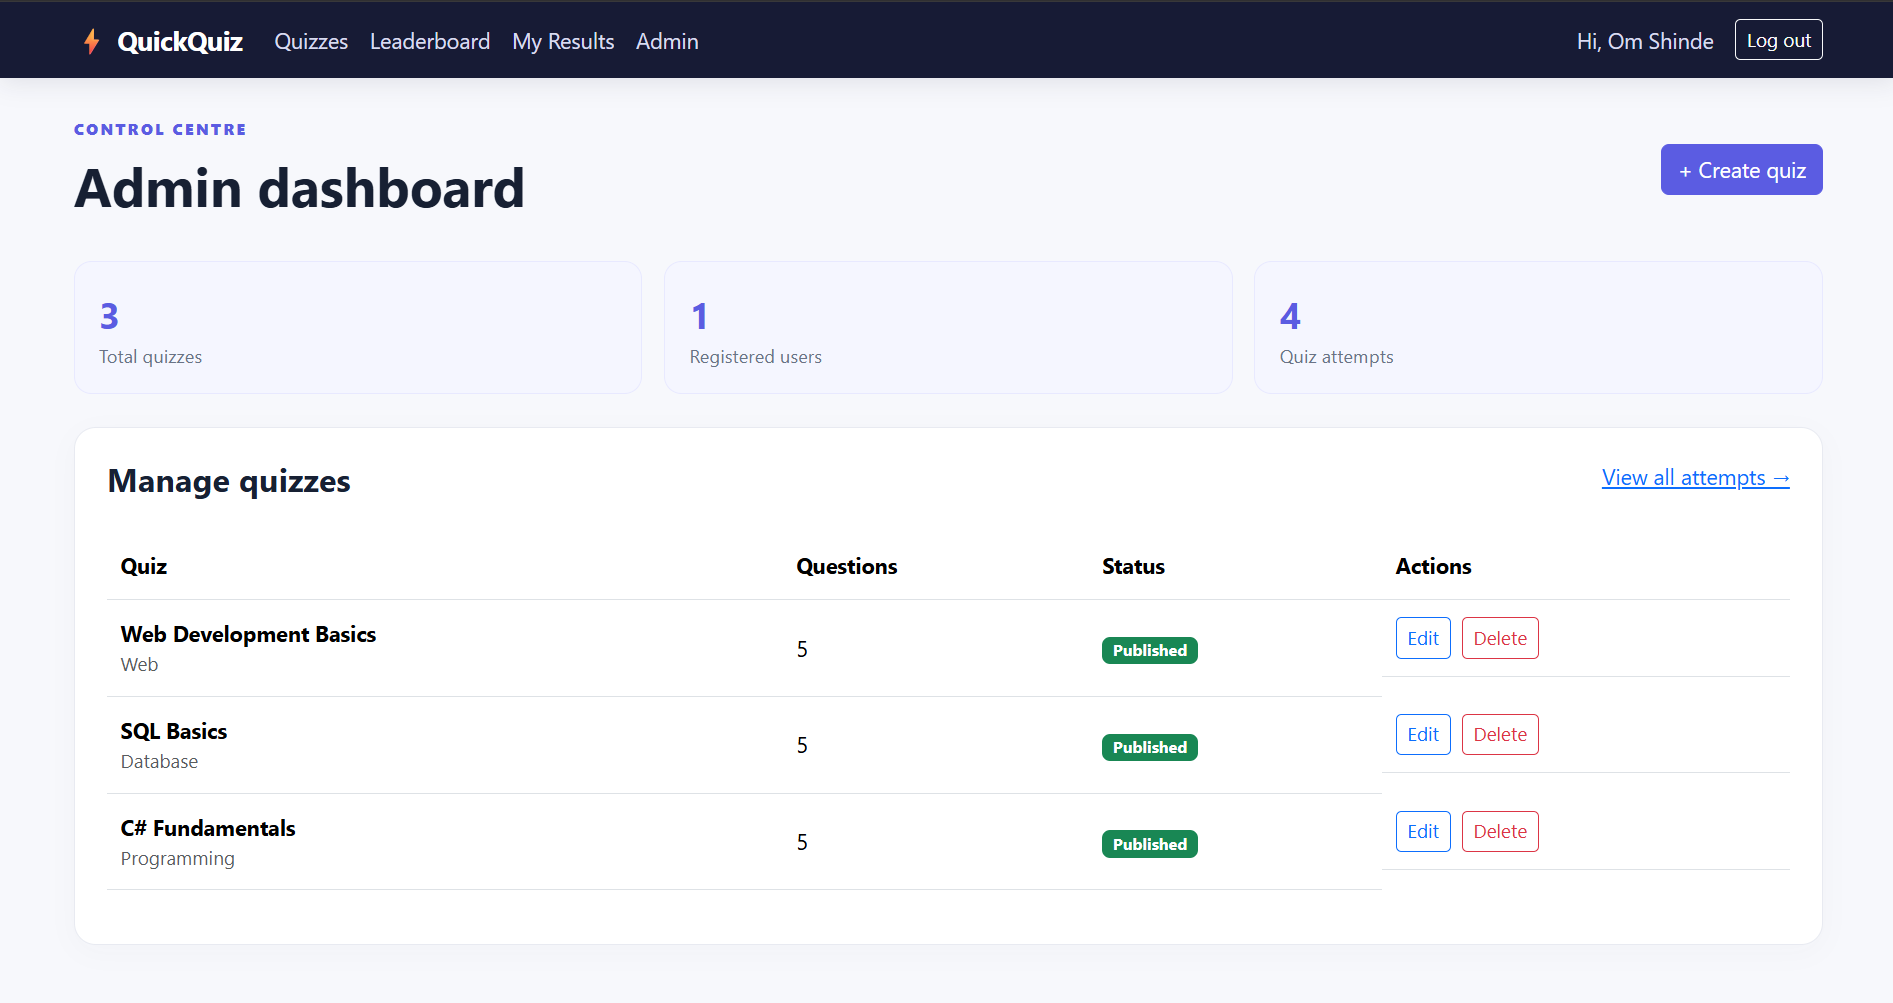 QuickQuiz Quizzes Leaderboard My Results Admin Hi, Om Shinde Log out
CONTROL CENTRE
Admin dashboard
+ Create quiz
3
Total quizzes
1
Registered users
4
Quiz attempts
Manage quizzes
View all attempts →
Quiz Questions Status Actions
Web Development Basics
Web
5 Published Edit Delete
SQL Basics
Database
5 Published Edit Delete
C# Fundamentals
Programming
5 Published Edit Delete